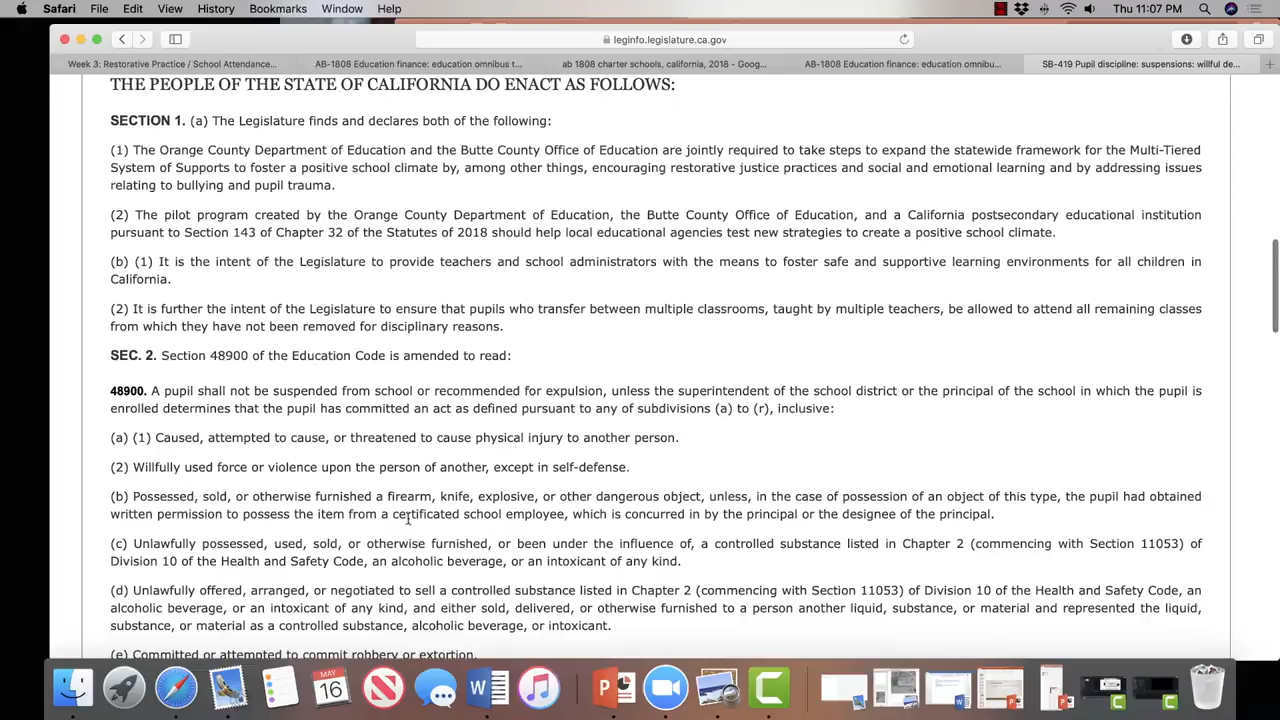 Safari File Edit View History Bookmarks Window Help Thu 11:07 PM
leginfo.legislature.ca.gov
Week 3: Restorative Practice / School Attendance... AB-1808 Education finance: education omnibus t... ab 1808 charter schools, california, 2018 - Goog... AB-1808 Education finance: education omnibu... SB-419 Pupil discipline: suspensions: willful de...
THE PEOPLE OF THE STATE OF CALIFORNIA DO ENACT AS FOLLOWS:
SECTION 1. (a) The Legislature finds and declares both of the following:
(1) The Orange County Department of Education and the Butte County Office of Education are jointly required to take steps to expand the statewide framework for the Multi-Tiered
System of Supports to foster a positive school climate by, among other things, encouraging restorative justice practices and social and emotional learning and by addressing issues
relating to bullying and pupil trauma.
(2) The pilot program created by the Orange County Department of Education, the Butte County Office of Education, and a California postsecondary educational institution
pursuant to Section 143 of Chapter 32 of the Statutes of 2018 should help local educational agencies test new strategies to create a positive school climate.
(b) (1) It is the intent of the Legislature to provide teachers and school administrators with the means to foster safe and supportive learning environments for all children in
California.
(2) It is further the intent of the Legislature to ensure that pupils who transfer between multiple classrooms, taught by multiple teachers, be allowed to attend all remaining classes
from which they have not been removed for disciplinary reasons.
SEC. 2. Section 48900 of the Education Code is amended to read:
48900. A pupil shall not be suspended from school or recommended for expulsion, unless the superintendent of the school district or the principal of the school in which the pupil is
enrolled determines that the pupil has committed an act as defined pursuant to any of subdivisions (a) to (r), inclusive:
(a) (1) Caused, attempted to cause, or threatened to cause physical injury to another person.
(2) Willfully used force or violence upon the person of another, except in self-defense.
(b) Possessed, sold, or otherwise furnished a firearm, knife, explosive, or other dangerous object, unless, in the case of possession of an object of this type, the pupil had obtained
written permission to possess the item from a certificated school employee, which is concurred in by the principal or the designee of the principal.
(c) Unlawfully possessed, used, sold, or otherwise furnished, or been under the influence of, a controlled substance listed in Chapter 2 (commencing with Section 11053) of
Division 10 of the Health and Safety Code, an alcoholic beverage, or an intoxicant of any kind.
(d) Unlawfully offered, arranged, or negotiated to sell a controlled substance listed in Chapter 2 (commencing with Section 11053) of Division 10 of the Health and Safety Code, an
alcoholic beverage, or an intoxicant of any kind, and either sold, delivered, or otherwise furnished to a person another liquid, substance, or material and represented the liquid,
substance, or material as a controlled substance, alcoholic beverage, or intoxicant.
(e) Committed or attempted to commit robbery or extortion.
MAY
16